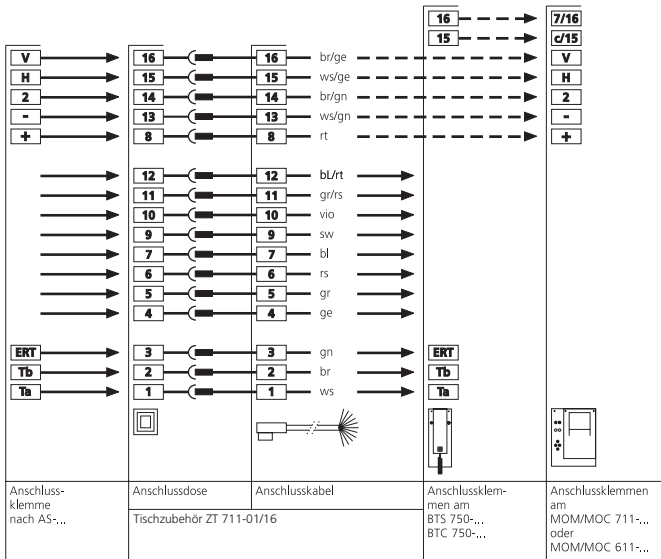 16 7/16
15 c/15
V 16 16 br/ge V
H 15 15 ws/ge H
2 14 14 br/gn 2
- 13 13 ws/gn -
+ 8 8 rt +
12 12 bL/rt
11 11 gr/rs
10 10 vio
9 9 sw
7 7 bl
6 6 rs
5 5 gr
4 4 ge
ERT 3 3 gn ERT
Tb 2 2 br Tb
Ta 1 1 ws Ta
Anschluss-
klemme
nach AS-...
Anschlussdose
Anschlusskabel
Tischzubehör ZT 711-01/16
Anschlussklem-
men am
BTS 750-...
BTC 750-...
Anschlussklemmen
am
MOM/MOC 711-...
oder
MOM/MOC 611-...